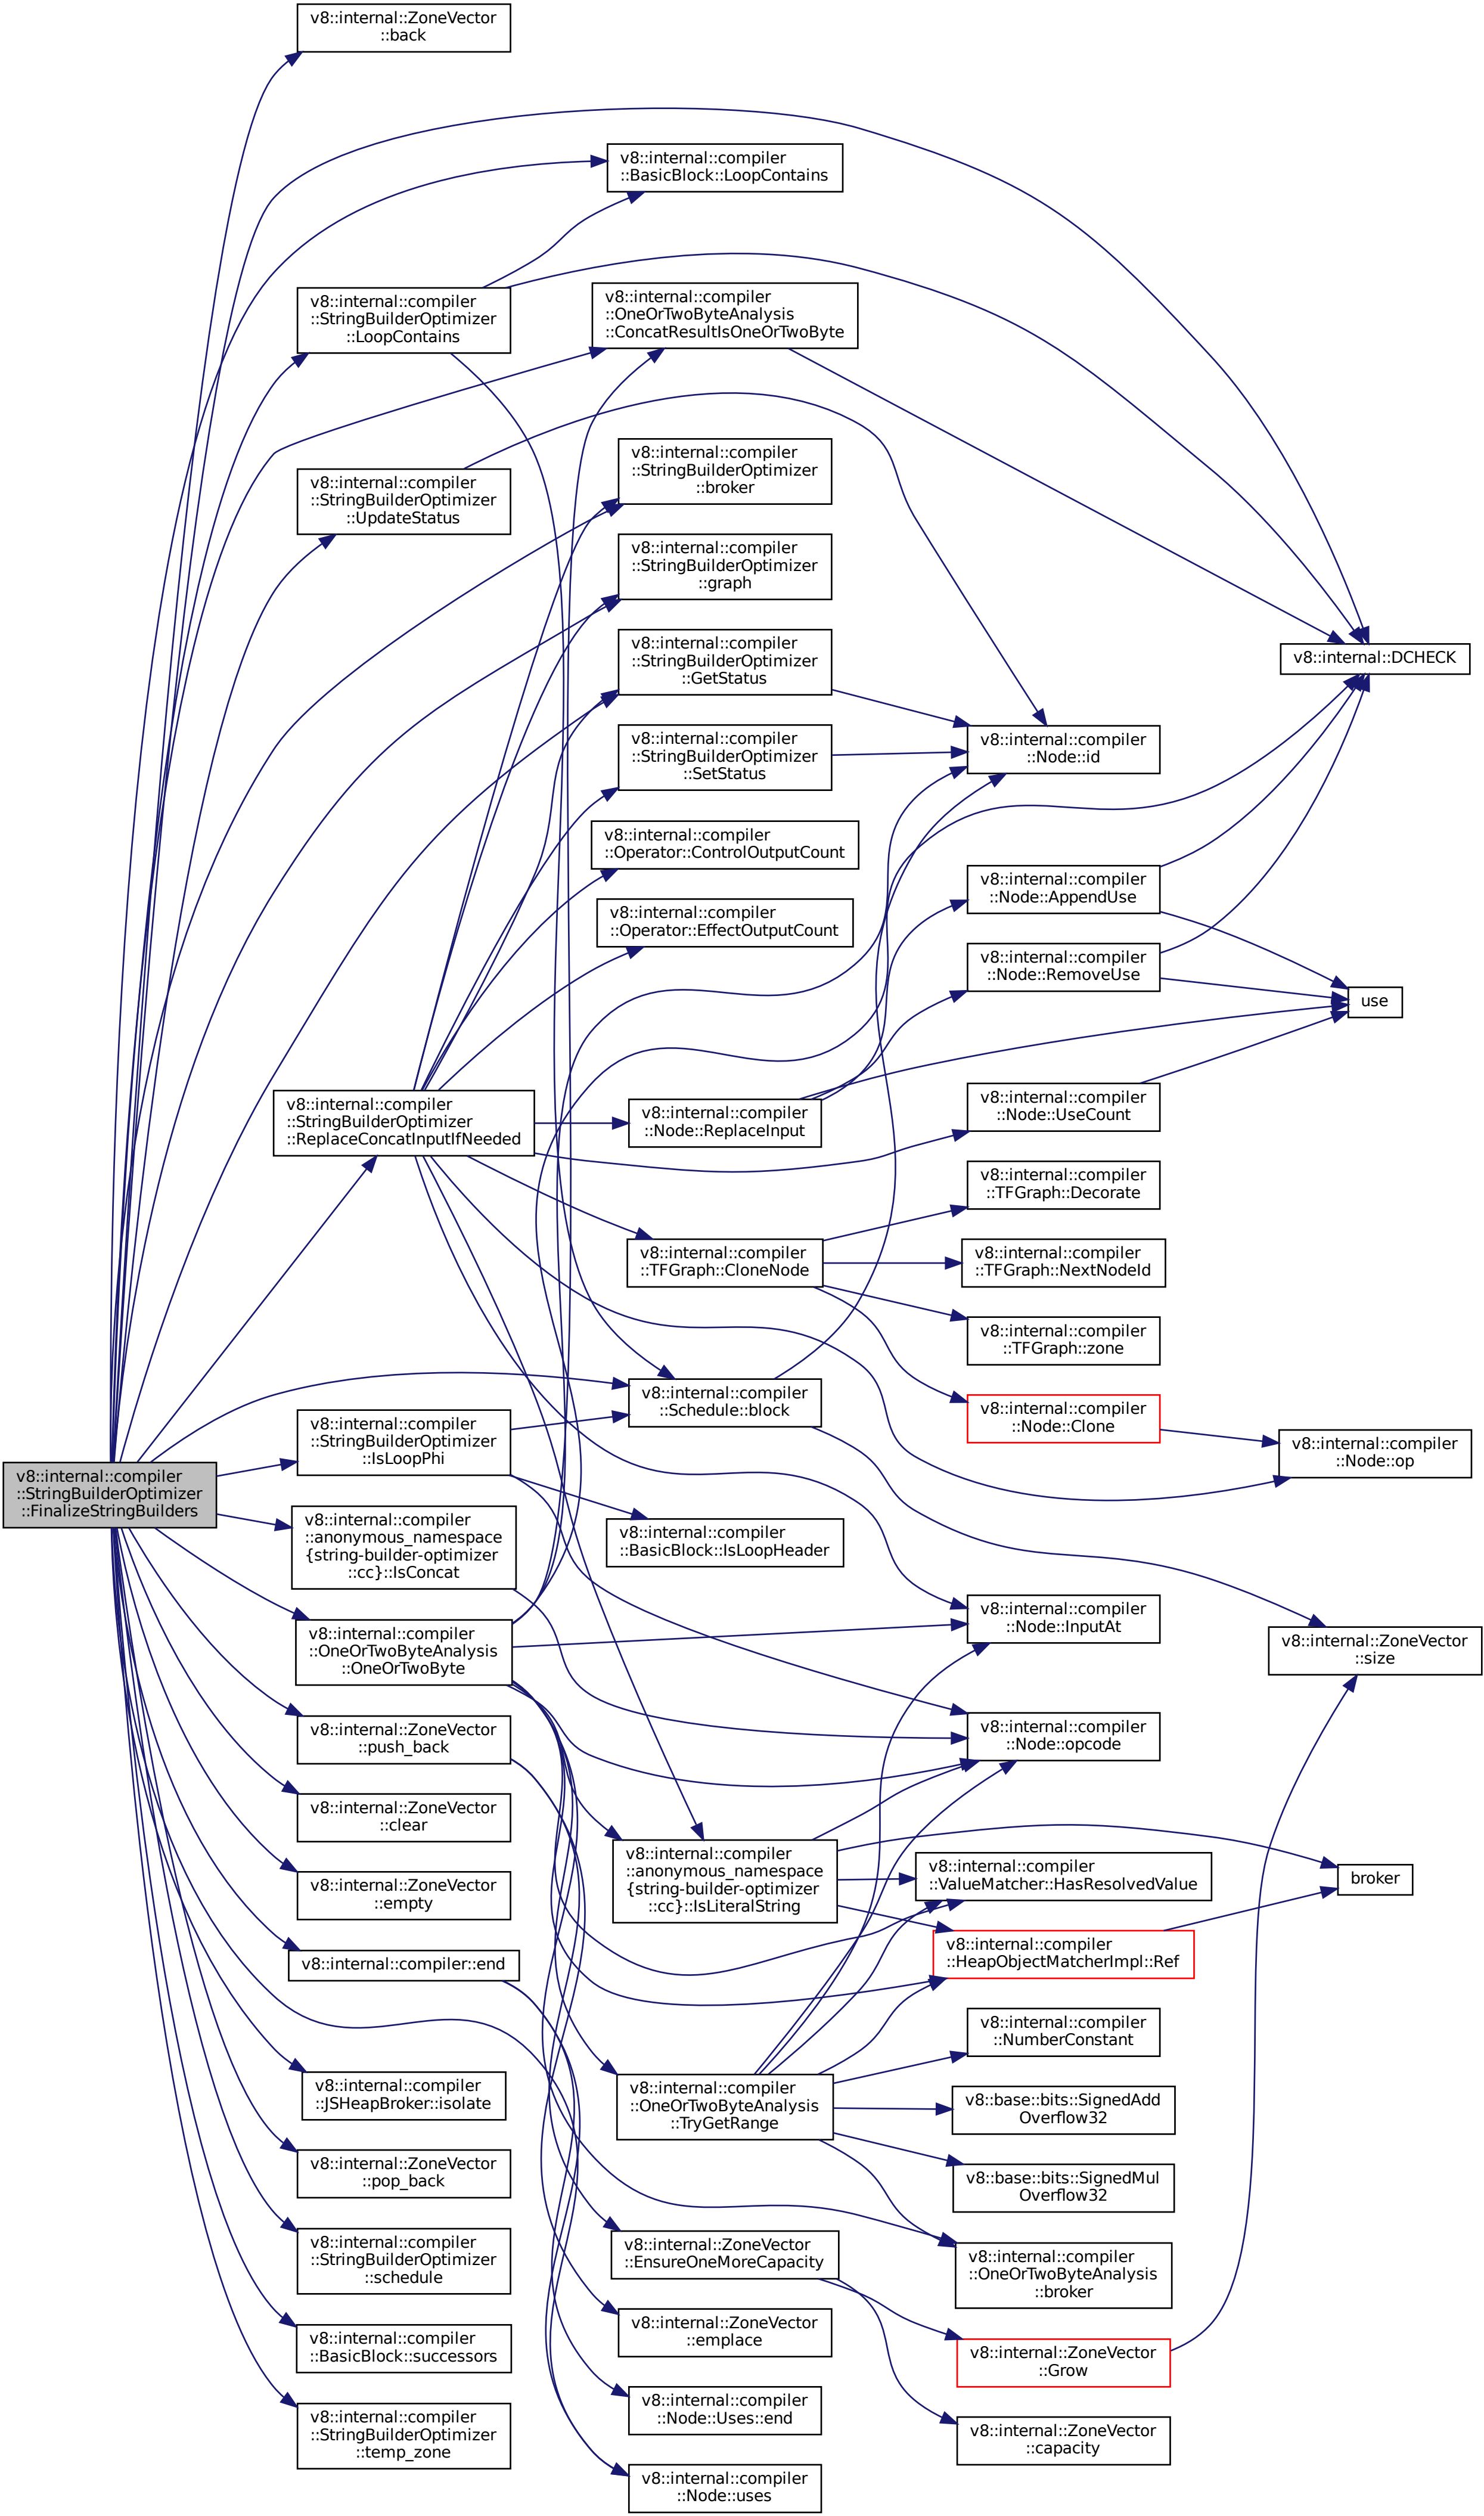 v8::internal::ZoneVector
::back
v8::internal::compiler
::BasicBlock::LoopContains
v8::internal::compiler
::StringBuilderOptimizer
::LoopContains
v8::internal::compiler
::OneOrTwoByteAnalysis
::ConcatResultIsOneOrTwoByte
v8::internal::compiler
::StringBuilderOptimizer
::broker
v8::internal::compiler
::StringBuilderOptimizer
::UpdateStatus
v8::internal::compiler
::StringBuilderOptimizer
::graph
v8::internal::compiler
::StringBuilderOptimizer
::GetStatus
v8::internal::DCHECK
v8::internal::compiler
::StringBuilderOptimizer
::SetStatus
v8::internal::compiler
::Node::id
v8::internal::compiler
::Operator::ControlOutputCount
v8::internal::compiler
::Operator::EffectOutputCount
v8::internal::compiler
::Node::AppendUse
v8::internal::compiler
::Node::RemoveUse
use
v8::internal::compiler
::StringBuilderOptimizer
::ReplaceConcatInputIfNeeded
v8::internal::compiler
::Node::ReplaceInput
v8::internal::compiler
::Node::UseCount
v8::internal::compiler
::TFGraph::Decorate
v8::internal::compiler
::TFGraph::CloneNode
v8::internal::compiler
::TFGraph::NextNodeId
v8::internal::compiler
::TFGraph::zone
v8::internal::compiler
::Schedule::block
v8::internal::compiler
::Node::Clone
v8::internal::compiler
::Node::op
v8::internal::compiler
::StringBuilderOptimizer
::FinalizeStringBuilders
v8::internal::compiler
::StringBuilderOptimizer
::IsLoopPhi
v8::internal::compiler
::BasicBlock::IsLoopHeader
v8::internal::compiler
::anonymous_namespace
{string-builder-optimizer
::cc}::IsConcat
v8::internal::compiler
::OneOrTwoByteAnalysis
::OneOrTwoByte
v8::internal::compiler
::Node::InputAt
v8::internal::ZoneVector
::size
v8::internal::ZoneVector
::push_back
v8::internal::compiler
::Node::opcode
v8::internal::ZoneVector
::clear
v8::internal::compiler
::anonymous_namespace
{string-builder-optimizer
::cc}::IsLiteralString
v8::internal::compiler
::ValueMatcher::HasResolvedValue
broker
v8::internal::ZoneVector
::empty
v8::internal::compiler
::HeapObjectMatcherImpl::Ref
v8::internal::compiler::end
v8::internal::compiler
::NumberConstant
v8::internal::compiler
::JSHeapBroker::isolate
v8::internal::compiler
::OneOrTwoByteAnalysis
::TryGetRange
v8::base::bits::SignedAdd
Overflow32
v8::internal::ZoneVector
::pop_back
v8::base::bits::SignedMul
Overflow32
v8::internal::compiler
::StringBuilderOptimizer
::schedule
v8::internal::ZoneVector
::EnsureOneMoreCapacity
v8::internal::compiler
::OneOrTwoByteAnalysis
::broker
v8::internal::compiler
::BasicBlock::successors
v8::internal::ZoneVector
::emplace
v8::internal::ZoneVector
::Grow
v8::internal::compiler
::StringBuilderOptimizer
::temp_zone
v8::internal::compiler
::Node::Uses::end
v8::internal::ZoneVector
::capacity
v8::internal::compiler
::Node::uses